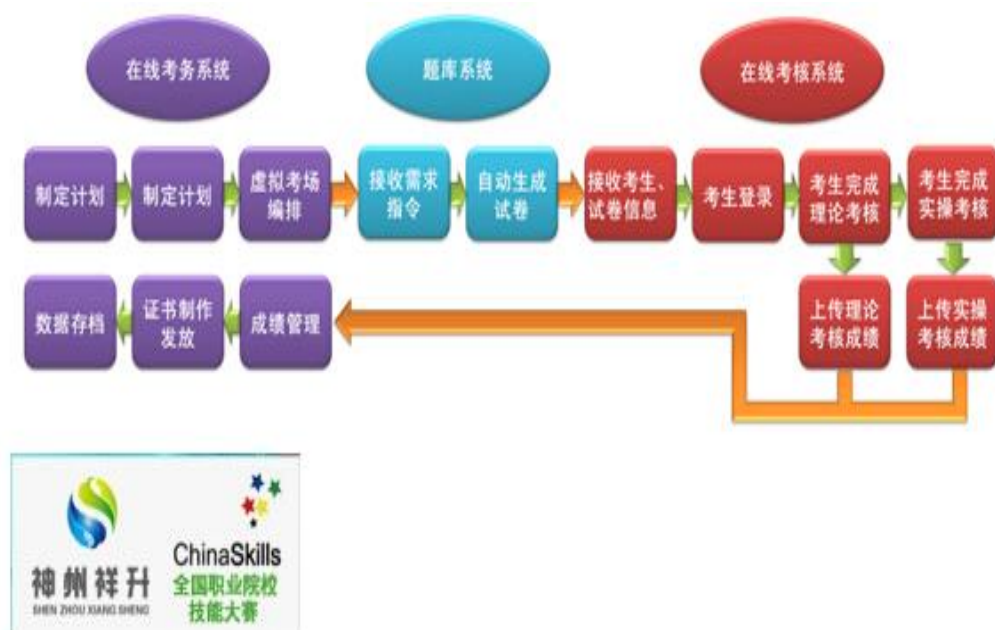 在线考务系统
题库系统
在线考核系统
制定计划
制定计划
虚拟考场
编排
接收需求
指令
自动生成
试卷
接收考生、
试卷信息
考生登录
考生完成
理论考核
考生完成
实操考核
数据存档
证书制作
发放
成绩管理
上传理论
考核成绩
上传实操
考核成绩
神州祥升
SHEN ZHOU XIANG SHENG
ChinaSkills
全国职业院校
技能大赛